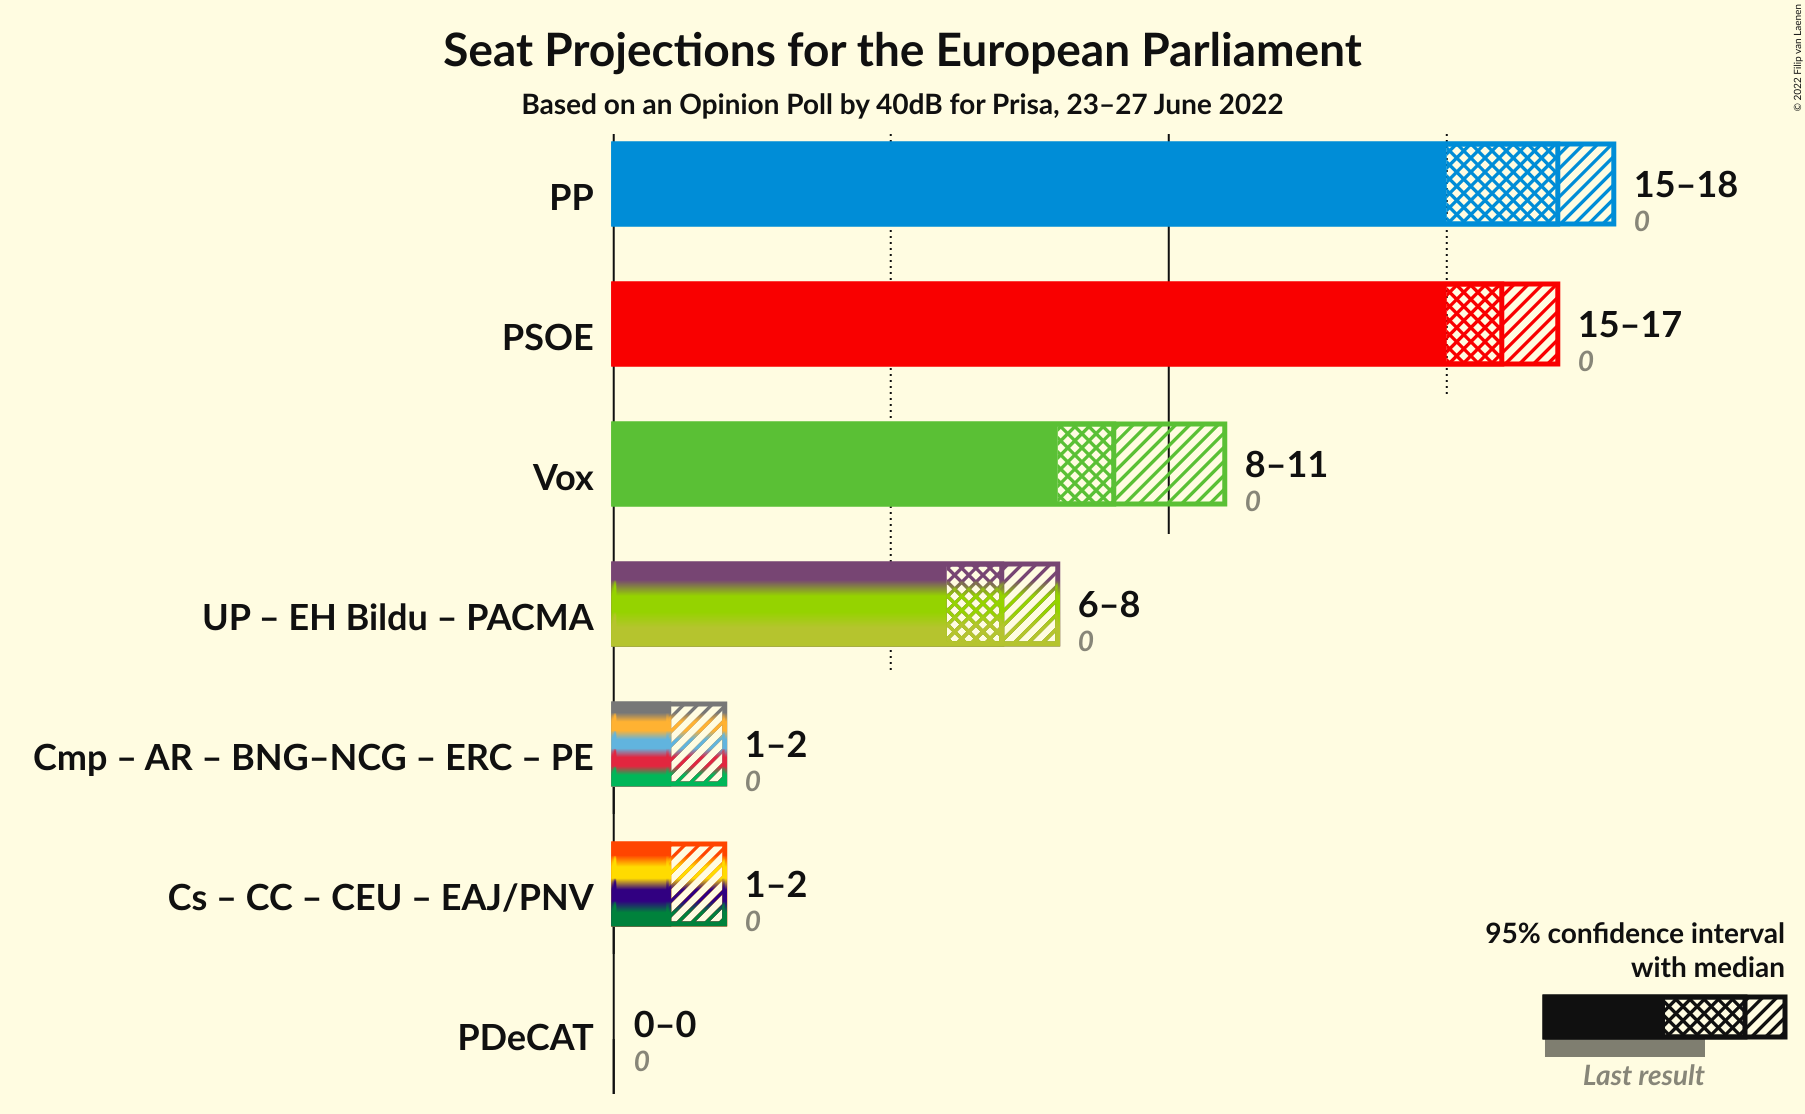 Seat Projections for the European Parliament
Based on an Opinion Poll by 40dB for Prisa, 23–27 June 2022
© 2022 Filip van Laenen
PP
15–18
0
PSOE
15–17
0
Vox
8–11
0
UP – EH Bildu – PACMA
6–8
0
Cmp – AR – BNG–NCG – ERC – PE
1–2
0
Cs – CC – CEU – EAJ/PNV
1–2
0
PDeCAT
0–0
0
95% confidence interval
with median
Last result